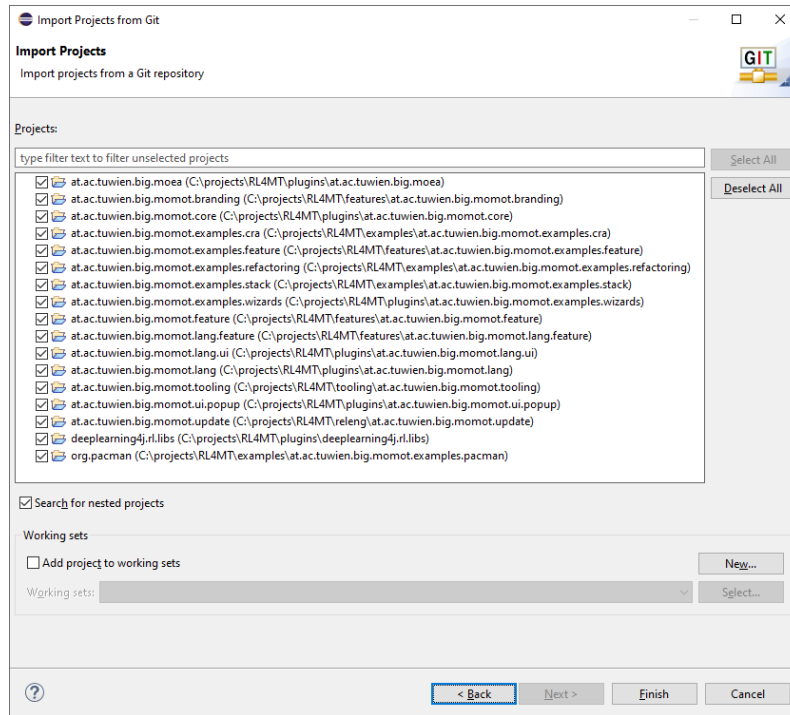 Import Projects from Git
Import Projects
Import projects from a Git repository
GIT
Projects:
type filter text to filter unselected projects
Select All
at.ac.tuwien.big.moea (C:\projects\RL4MT\plugins\at.ac.tuwien.big.moea)
Deselect All
at.ac.tuwien.big.momot.branding (C:\projects\RL4MT\features\at.ac.tuwien.big.momot.branding)
at.ac.tuwien.big.momot.core (C:\projects\RL4MT\plugins\at.ac.tuwien.big.momot.core)
at.ac.tuwien.big.momot.examples.cra (C:\projects\RL4MT\examples\at.ac.tuwien.big.momot.examples.cra)
at.ac.tuwien.big.momot.examples.feature (C:\projects\RL4MT\features\at.ac.tuwien.big.momot.examples.feature)
at.ac.tuwien.big.momot.examples.refactoring (C:\projects\RL4MT\examples\at.ac.tuwien.big.momot.examples.refactoring)
at.ac.tuwien.big.momot.examples.stack (C:\projects\RL4MT\examples\at.ac.tuwien.big.momot.examples.stack)
at.ac.tuwien.big.momot.examples.wizards (C:\projects\RL4MT\plugins\at.ac.tuwien.big.momot.examples.wizards)
at.ac.tuwien.big.momot.feature (C:\projects\RL4MT\features\at.ac.tuwien.big.momot.feature)
at.ac.tuwien.big.momot.lang.feature (C:\projects\RL4MT\features\at.ac.tuwien.big.momot.lang.feature)
at.ac.tuwien.big.momot.lang.ui (C:\projects\RL4MT\plugins\at.ac.tuwien.big.momot.lang.ui)
at.ac.tuwien.big.momot.lang (C:\projects\RL4MT\plugins\at.ac.tuwien.big.momot.lang)
at.ac.tuwien.big.momot.tooling (C:\projects\RL4MT\tooling\at.ac.tuwien.big.momot.tooling)
at.ac.tuwien.big.momot.ui.popup (C:\projects\RL4MT\plugins\at.ac.tuwien.big.momot.ui.popup)
at.ac.tuwien.big.momot.update (C:\projects\RL4MT\releng\at.ac.tuwien.big.momot.update)
deeplearning4j.rl.libs (C:\projects\RL4MT\plugins\deeplearning4j.rl.libs)
org.pacman (C:\projects\RL4MT\examples\at.ac.tuwien.big.momot.examples.pacman)
Search for nested projects
Working sets
Add project to working sets
New...
Working sets:
Select...
?
< Back
Next >
Finish
Cancel